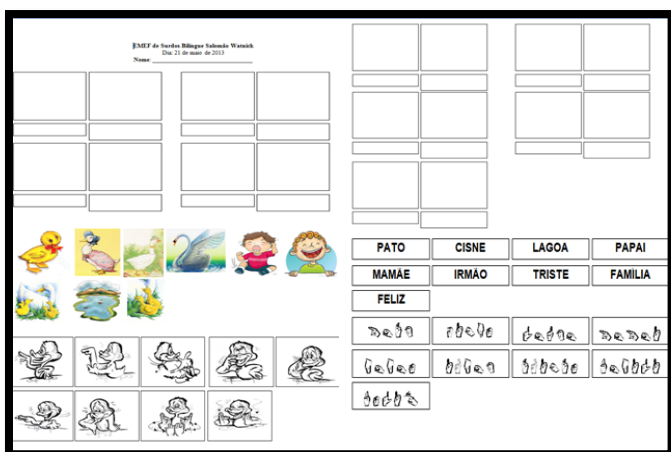 EMEF de Surdos Bilíngue Salomão Watnick
Dia: 21 de maio de 2013
Nome:
PATO CISNE LAGOA PAPAI
MAMÃE IRMÃO TRISTE FAMÍLIA
FELIZ